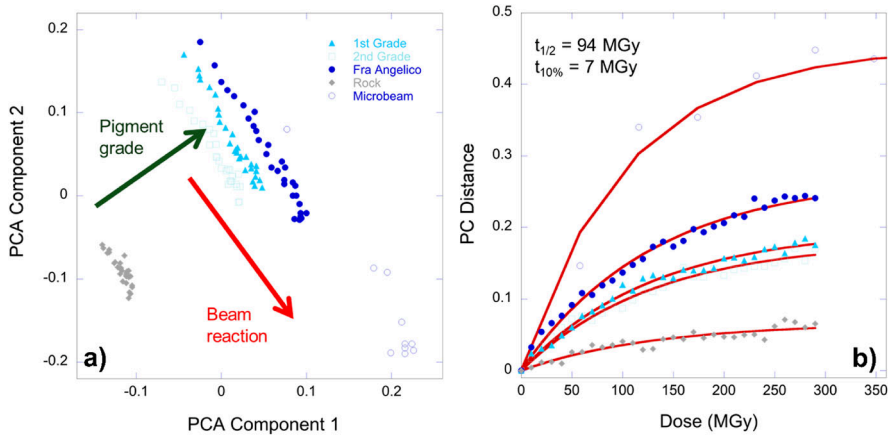 0.2
0.1
0
-0.1
-0.2
PCA Component 2
1st Grade
2nd Grade
Fra Angelico
Rock
Microbeam
Pigment
grade
Beam
reaction
a)
-0.1
0
0.1
0.2
PCA Component 1
0.5
0.4
0.3
0.2
0.1
0
PC Distance
t1/2 = 94 MGy
t10% = 7 MGy
b)
0
50
100
150
200
250
300
350
Dose (MGy)